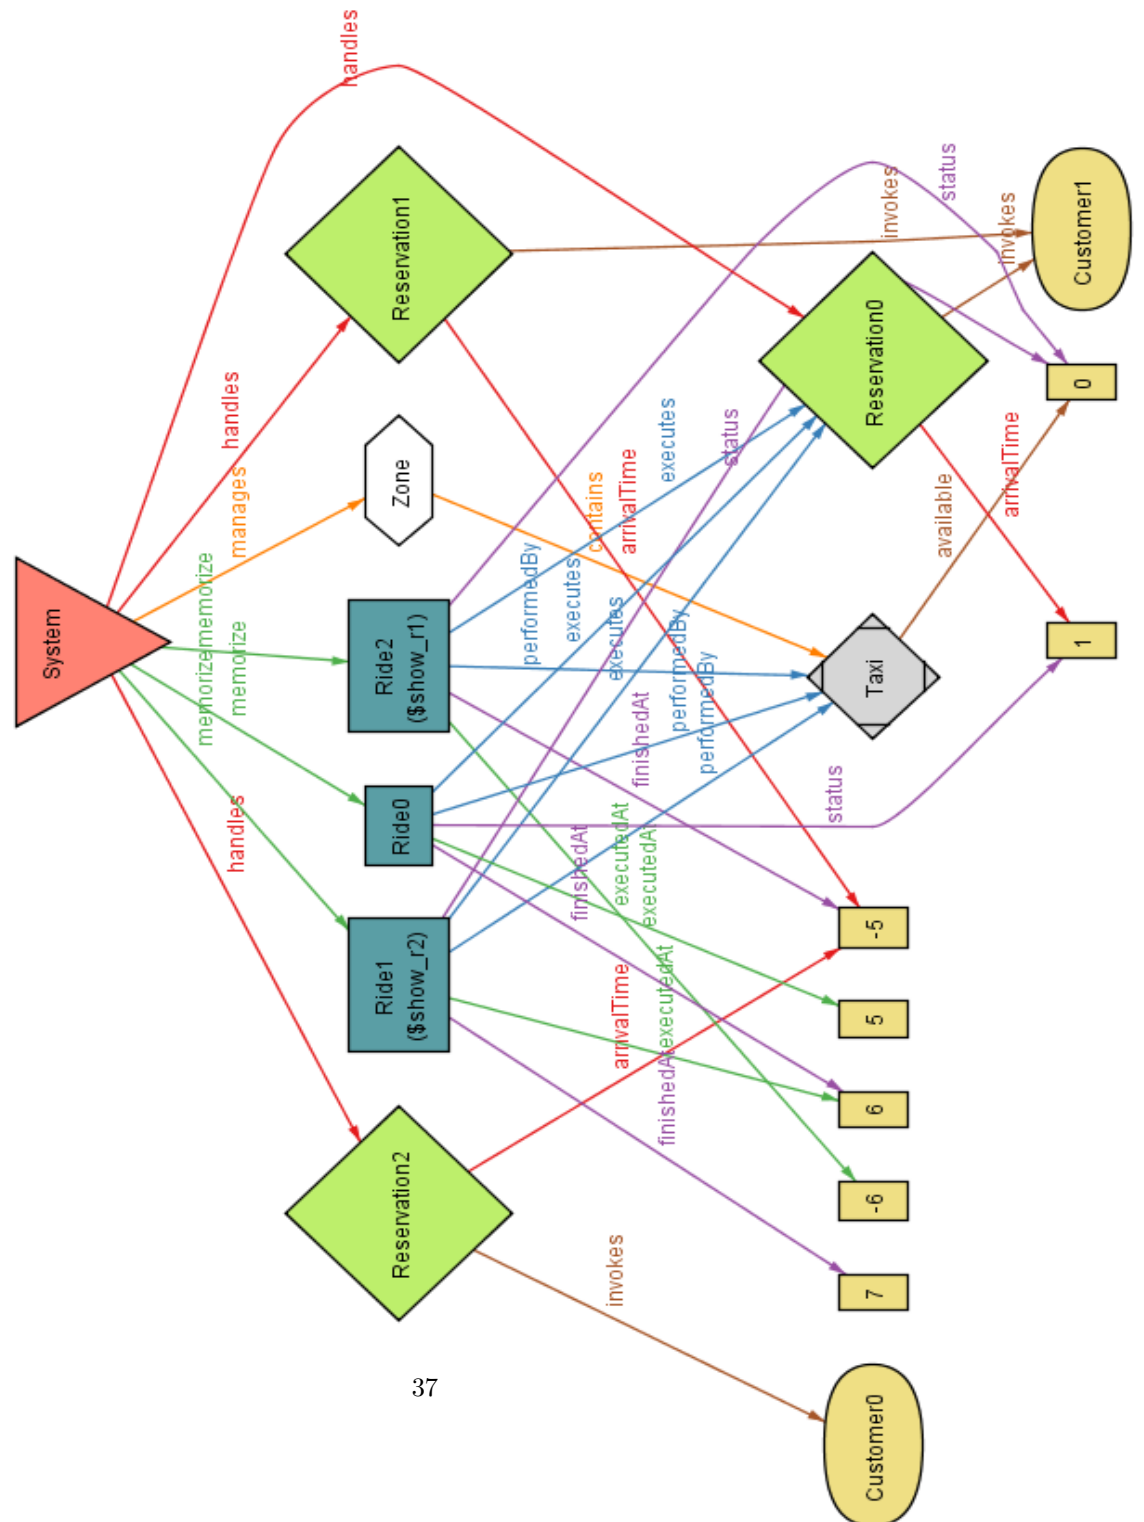 System
handles
handles
manages
memorize
memorize
memorize
handles
Reservation1
Zone
Ride2
($show_r1)
Ride0
Ride1
($show_r2)
Reservation2
status
invokes
invokes
executes
status
arrivalTime
contains
performedBy
executes
executes
performedBy
performedBy
finishedAt
status
executedAt
executedAt
finishedAt
arrivalTime
executedAt
finishedAt
invokes
available
arrivalTime
Reservation0
Taxi
-5
5
6
-6
7
Customer0
Customer1
0
1
37